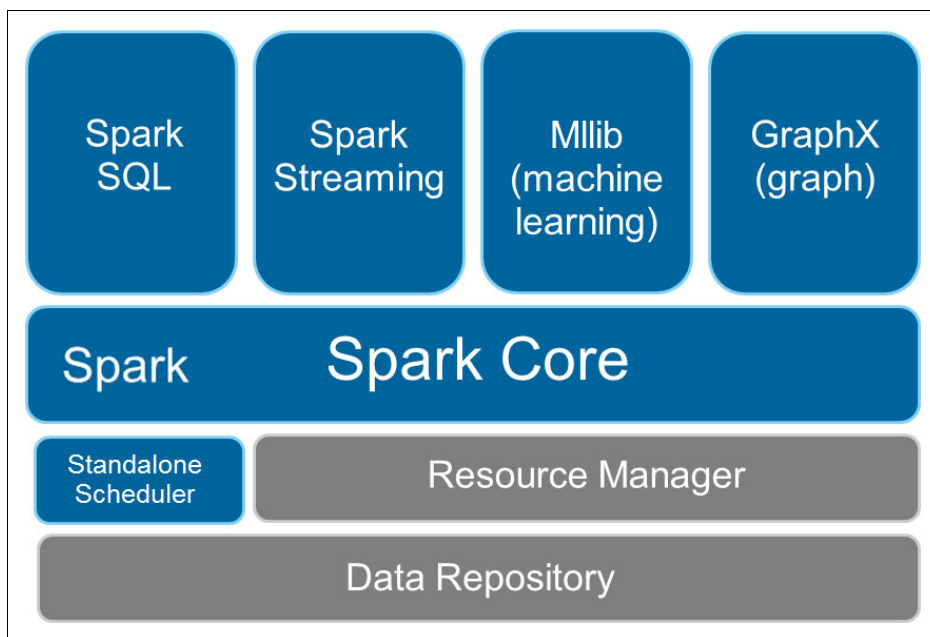 Spark
SQL
Spark
Streaming
Mllib
(machine
learning)
GraphX
(graph)
Spark
Spark Core
Standalone
Scheduler
Resource Manager
Data Repository